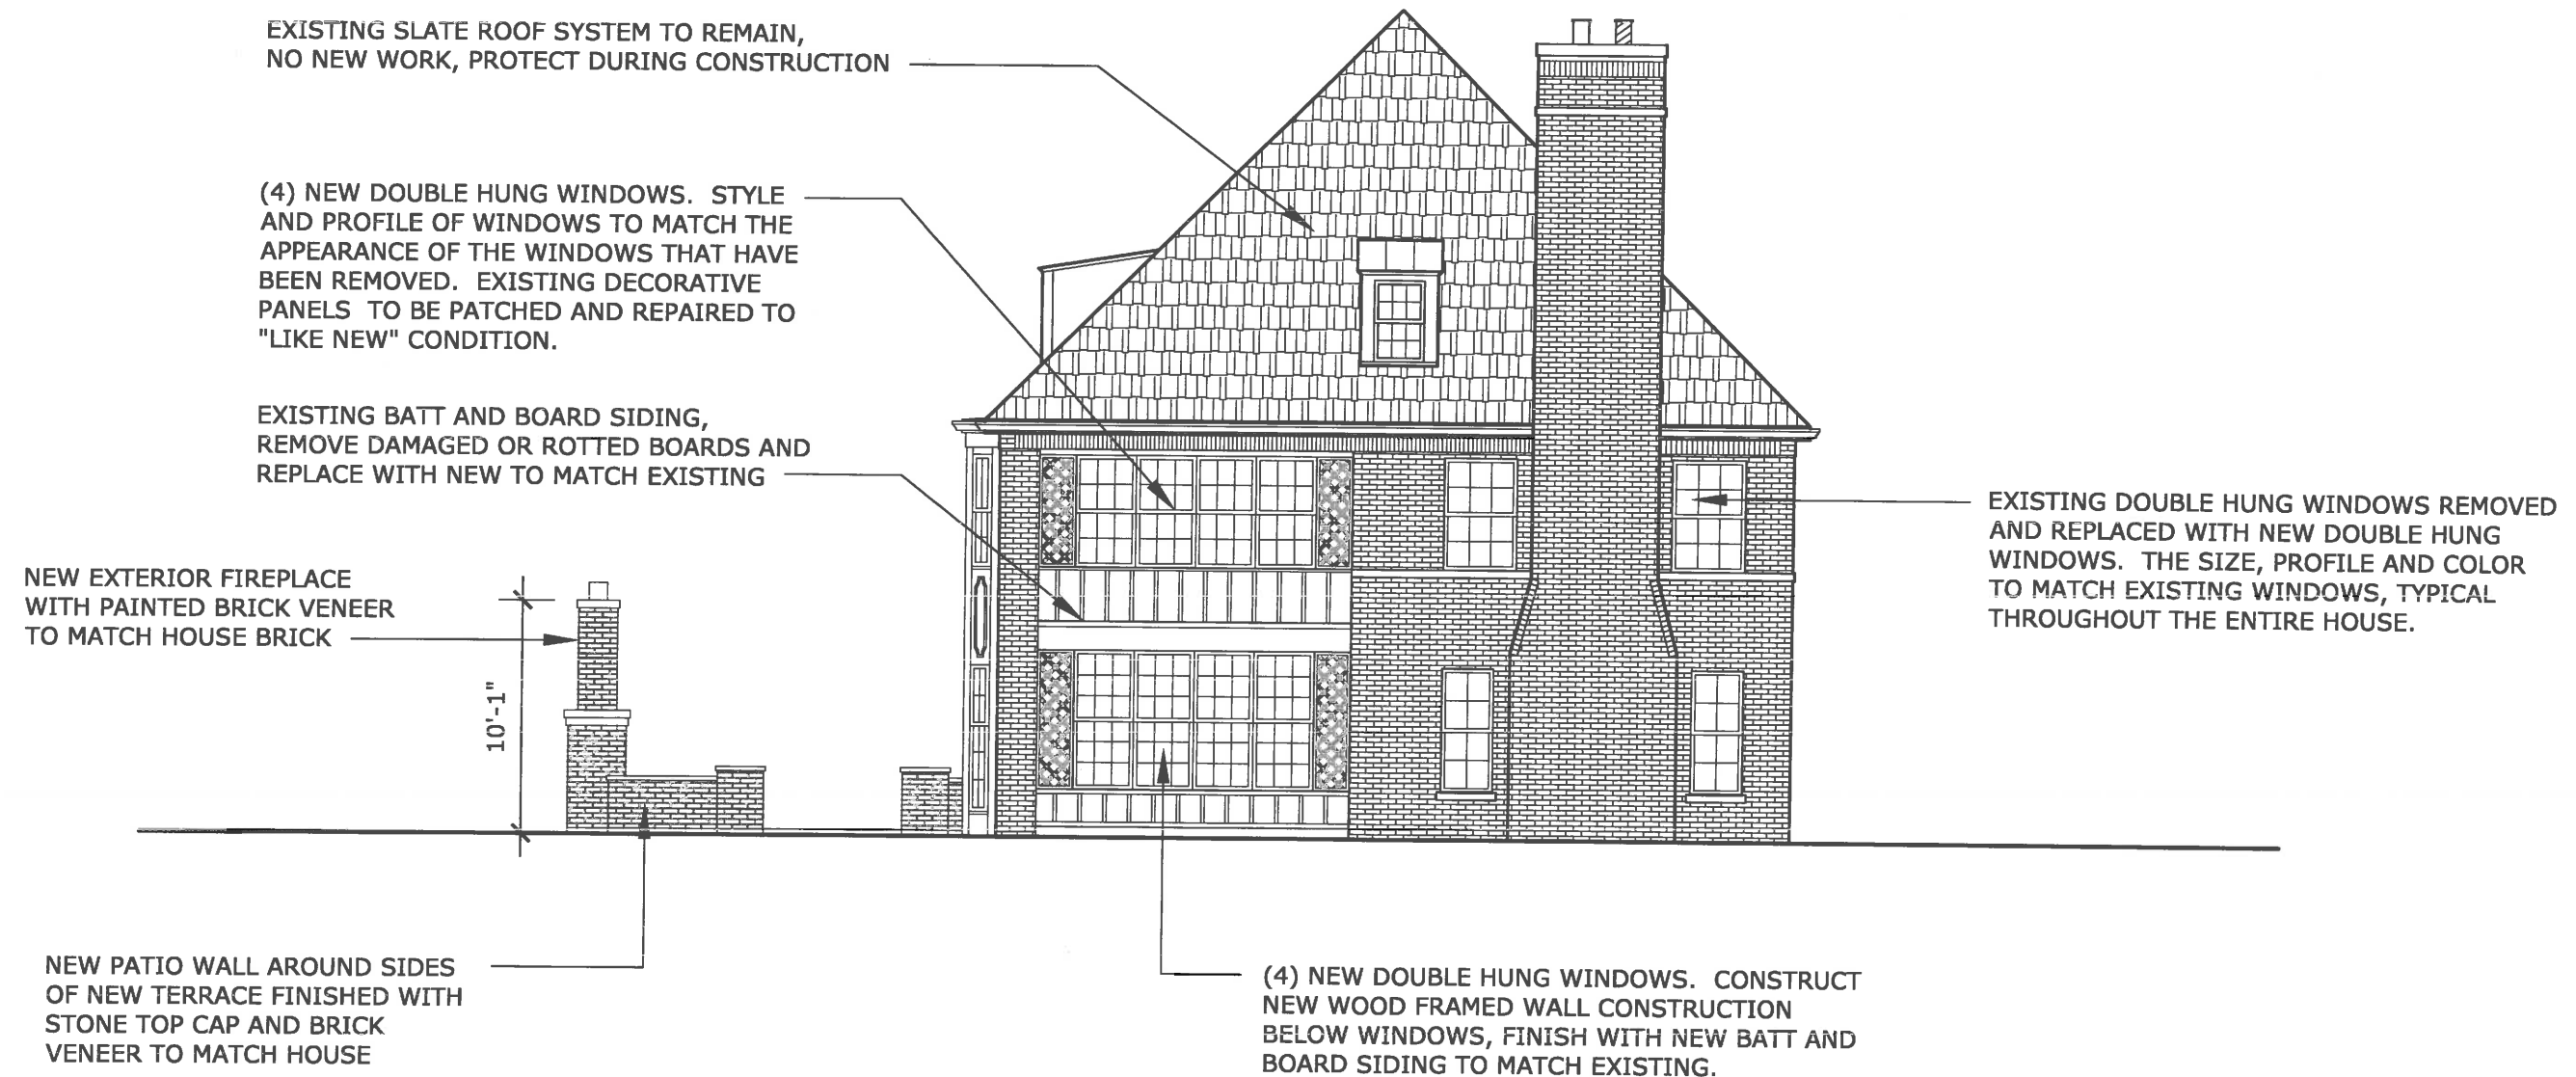 EXISTING SLATE ROOF SYSTEM TO REMAIN,
NO NEW WORK, PROTECT DURING CONSTRUCTION
(4) NEW DOUBLE HUNG WINDOWS.  STYLE
AND PROFILE OF WINDOWS TO MATCH THE
APPEARANCE OF THE WINDOWS THAT HAVE
BEEN REMOVED.  EXISTING DECORATIVE
PANELS  TO BE PATCHED AND REPAIRED TO
"LIKE NEW" CONDITION.
EXISTING BATT AND BOARD SIDING,
REMOVE DAMAGED OR ROTTED BOARDS AND
REPLACE WITH NEW TO MATCH EXISTING
EXISTING DOUBLE HUNG WINDOWS REMOVED
AND REPLACED WITH NEW DOUBLE HUNG
WINDOWS.  THE SIZE, PROFILE AND COLOR
TO MATCH EXISTING WINDOWS, TYPICAL
THROUGHOUT THE ENTIRE HOUSE.
NEW EXTERIOR FIREPLACE
WITH PAINTED BRICK VENEER
TO MATCH HOUSE BRICK
10'-1"
NEW PATIO WALL AROUND SIDES
OF NEW TERRACE FINISHED WITH
STONE TOP CAP AND BRICK
VENEER TO MATCH HOUSE
(4) NEW DOUBLE HUNG WINDOWS.  CONSTRUCT
NEW WOOD FRAMED WALL CONSTRUCTION
BELOW WINDOWS, FINISH WITH NEW BATT AND
BOARD SIDING TO MATCH EXISTING.